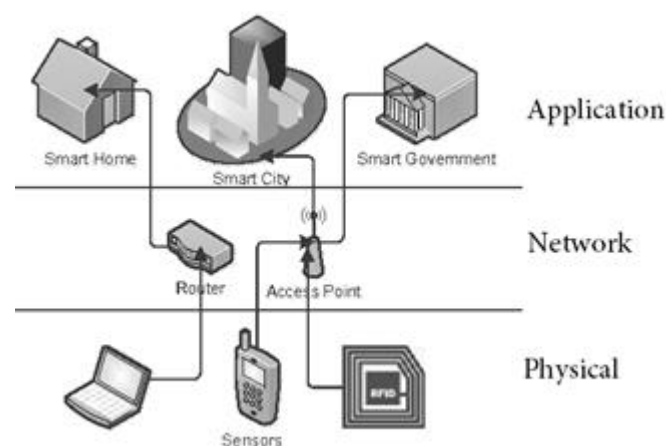 Application
Smart Home
Smart City
Smart Government
Network
Router
Access Point
Physical
RFID
Sensors